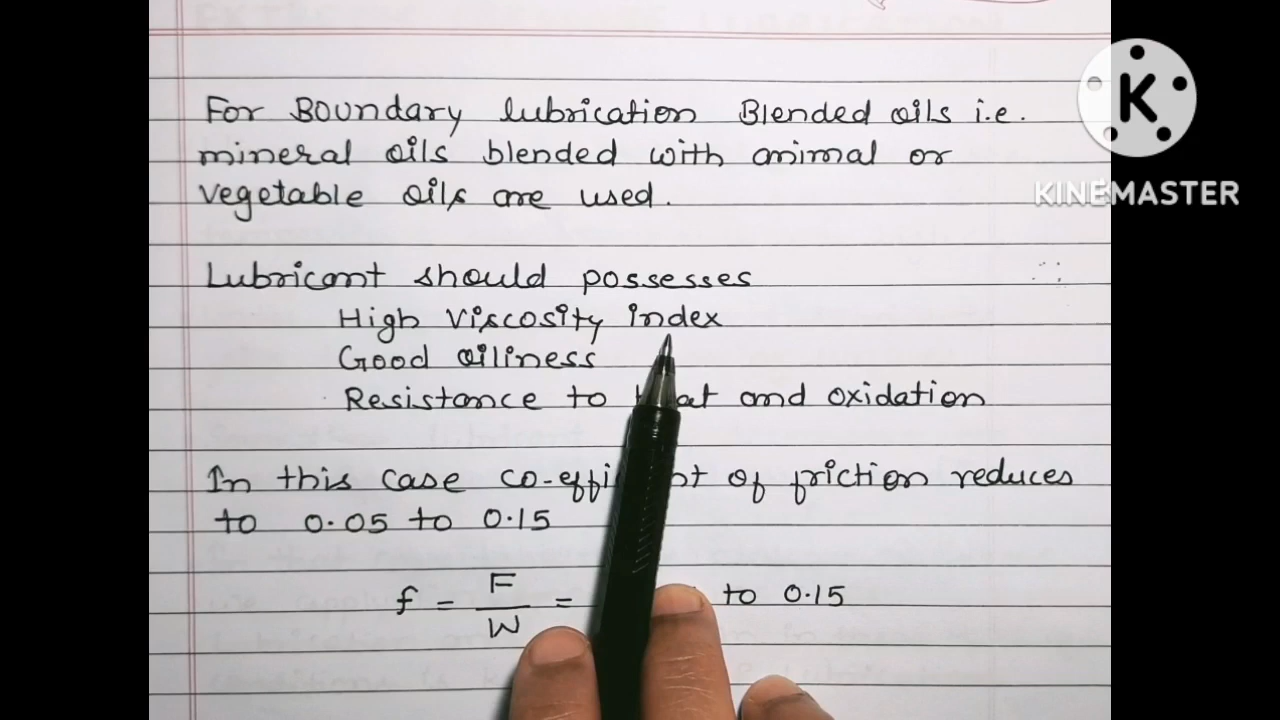 For Boundary lubrication Blended oils i.e.
mineral oils blended with animal or
vegetable oils are used.
Lubricant should possesses
High Viscosity index
Good oiliness
Resistance to and oxidation
In this case of friction reduces
to 0.05 to 0.15
f = F/W = to 0.15
K
KINEMASTER